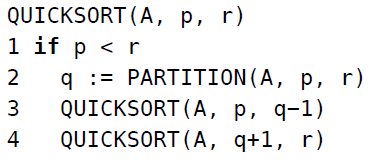 QUICKSORT(A, p, r)
1 if p < r
2   q := PARTITION(A, p, r)
3   QUICKSORT(A, p, q−1)
4   QUICKSORT(A, q+1, r)